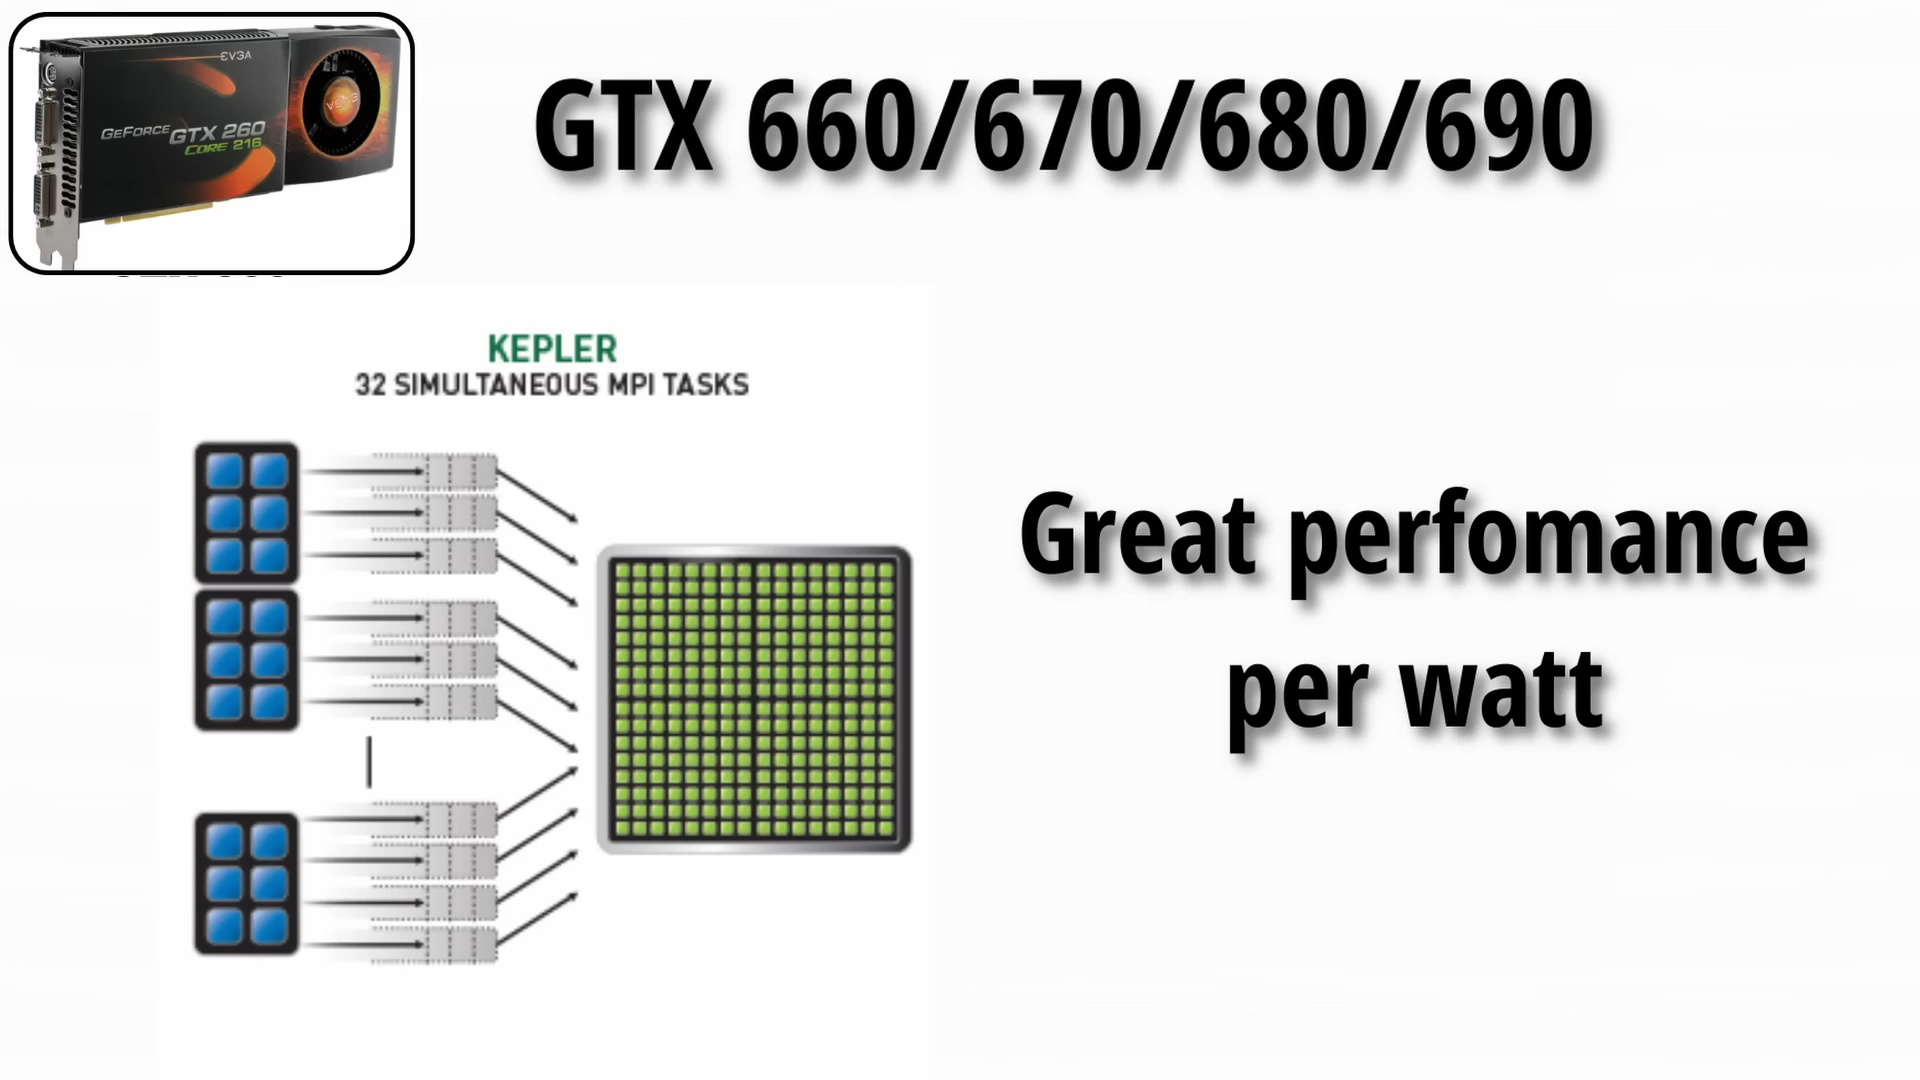 EVGA
GEFORCE GTX 260
CORE 216
GTX 660/670/680/690
KEPLER
32 SIMULTANEOUS MPI TASKS
Great perfomance
per watt